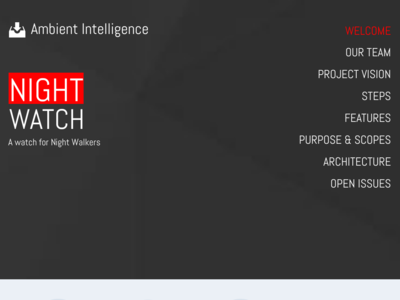 Ambient Intelligence
NIGHT
WATCH
A watch for Night Walkers
WELCOME
OUR TEAM
PROJECT VISION
STEPS
FEATURES
PURPOSE & SCOPES
ARCHITECTURE
OPEN ISSUES